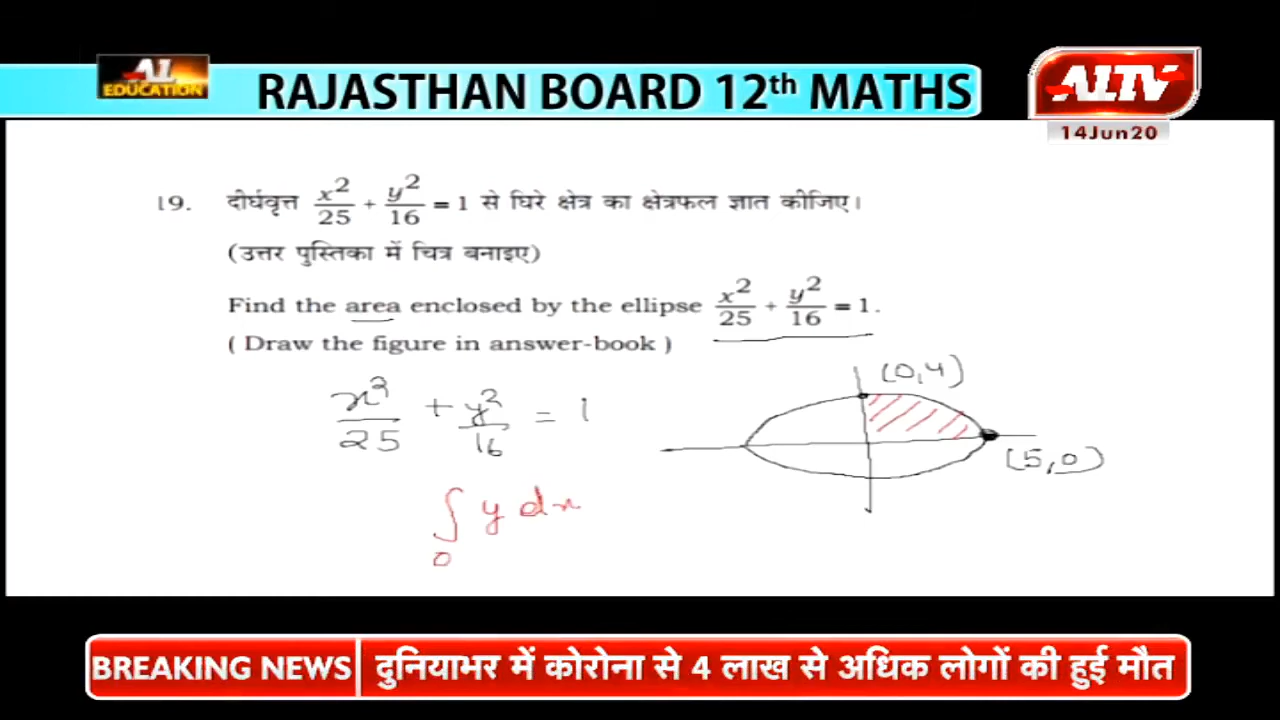 A1
EDUCATION
RAJASTHAN BOARD 12th MATHS
A1TV
14Jun20
19. दीर्घवृत्त x²/25 + y²/16 = 1 से घिरे क्षेत्र का क्षेत्रफल ज्ञात कीजिए।
(उत्तर पुस्तिका में चित्र बनाइए)
Find the area enclosed by the ellipse x²/25 + y²/16 = 1.
( Draw the figure in answer-book )
x²/25 + y²/16 = 1
(0,4)
(5,0)
∫₀ y dx
BREAKING NEWS दुनियाभर में कोरोना से 4 लाख से अधिक लोगों की हुई मौत